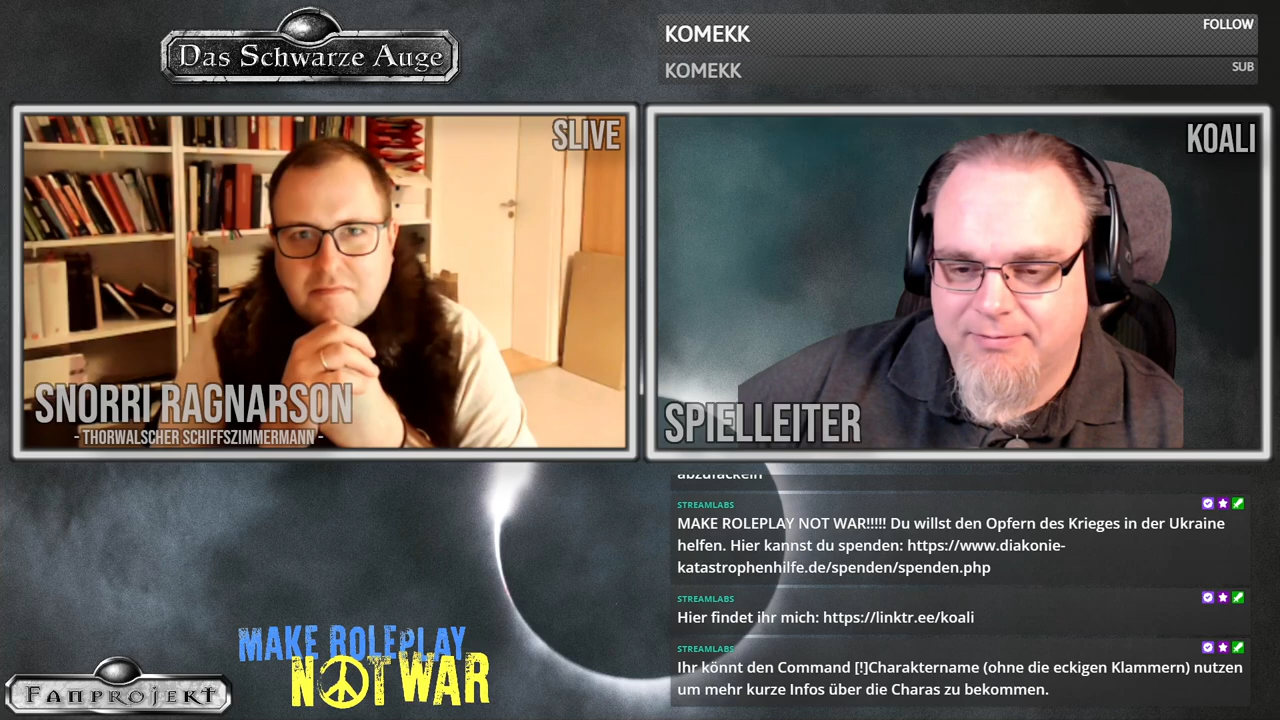 Das Schwarze Auge
KOMEKK
FOLLOW
KOMEKK
SUB
SLIVE
SNORRI RAGNARSON
- THORWALSCHER SCHIFFSZIMMERMANN -
KOALI
SPIELLEITER
abzufackeln
STREAMLABS
MAKE ROLEPLAY NOT WAR!!!!! Du willst den Opfern des Krieges in der Ukraine
helfen. Hier kannst du spenden: https://www.diakonie-
katastrophenhilfe.de/spenden/spenden.php
STREAMLABS
Hier findet ihr mich: https://linktr.ee/koali
STREAMLABS
Ihr könnt den Command [!]Charaktername (ohne die eckigen Klammern) nutzen
um mehr kurze Infos über die Charas zu bekommen.
MAKE ROLEPLAY
NOT WAR
FANPROJEKT